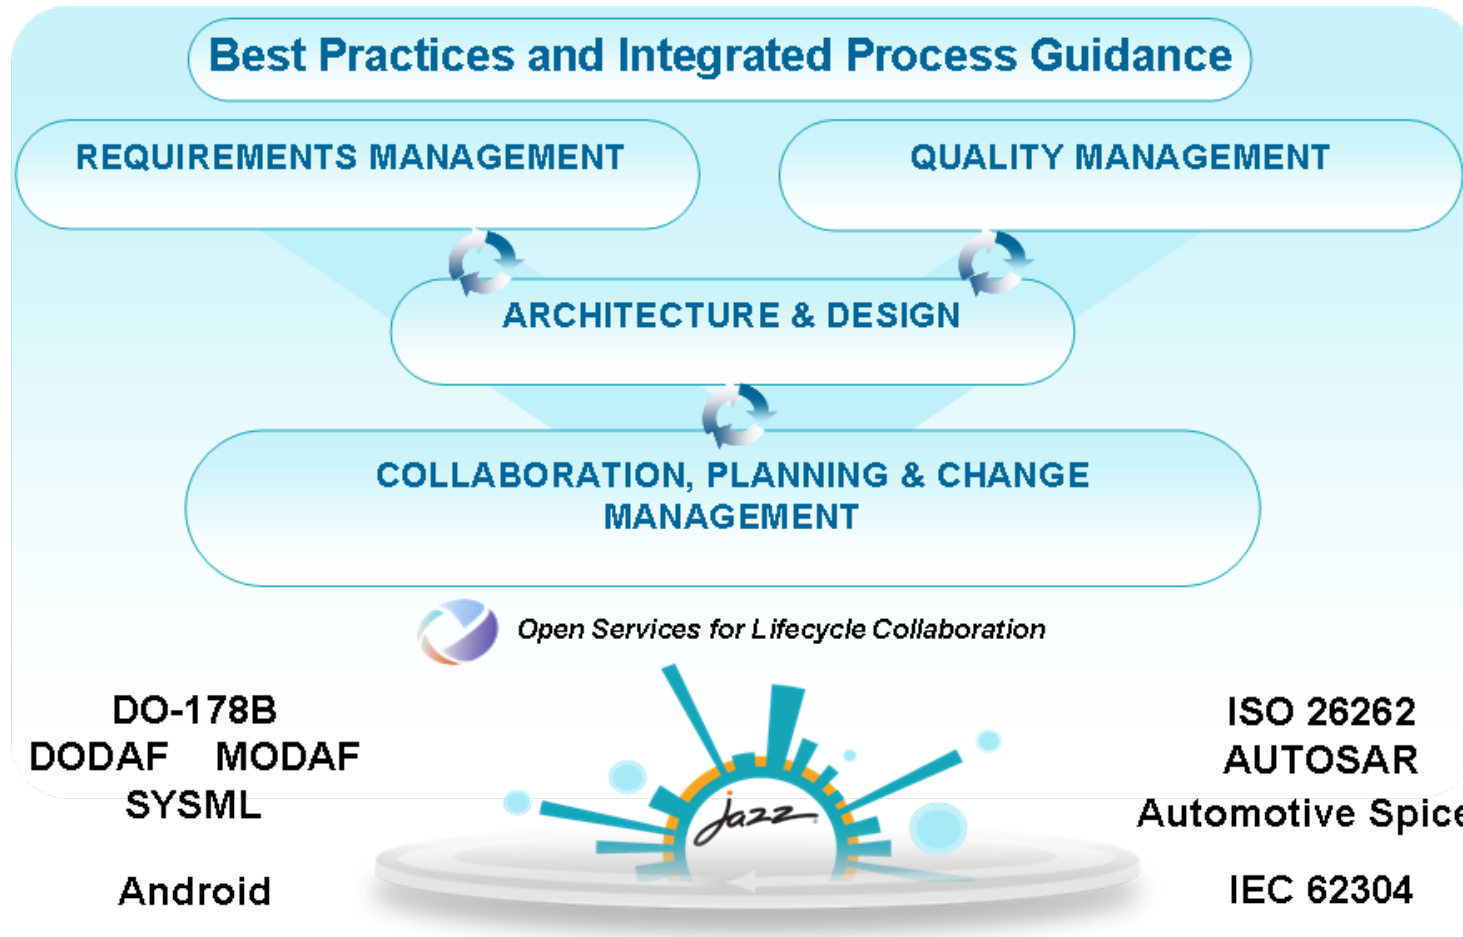 Best Practices and Integrated Process Guidance
REQUIREMENTS MANAGEMENT
QUALITY MANAGEMENT
ARCHITECTURE & DESIGN
COLLABORATION, PLANNING & CHANGE
MANAGEMENT
Open Services for Lifecycle Collaboration
DO-178B
DODAF MODAF
SYSML
Android
jazz
ISO 26262
AUTOSAR
Automotive Spice
IEC 62304